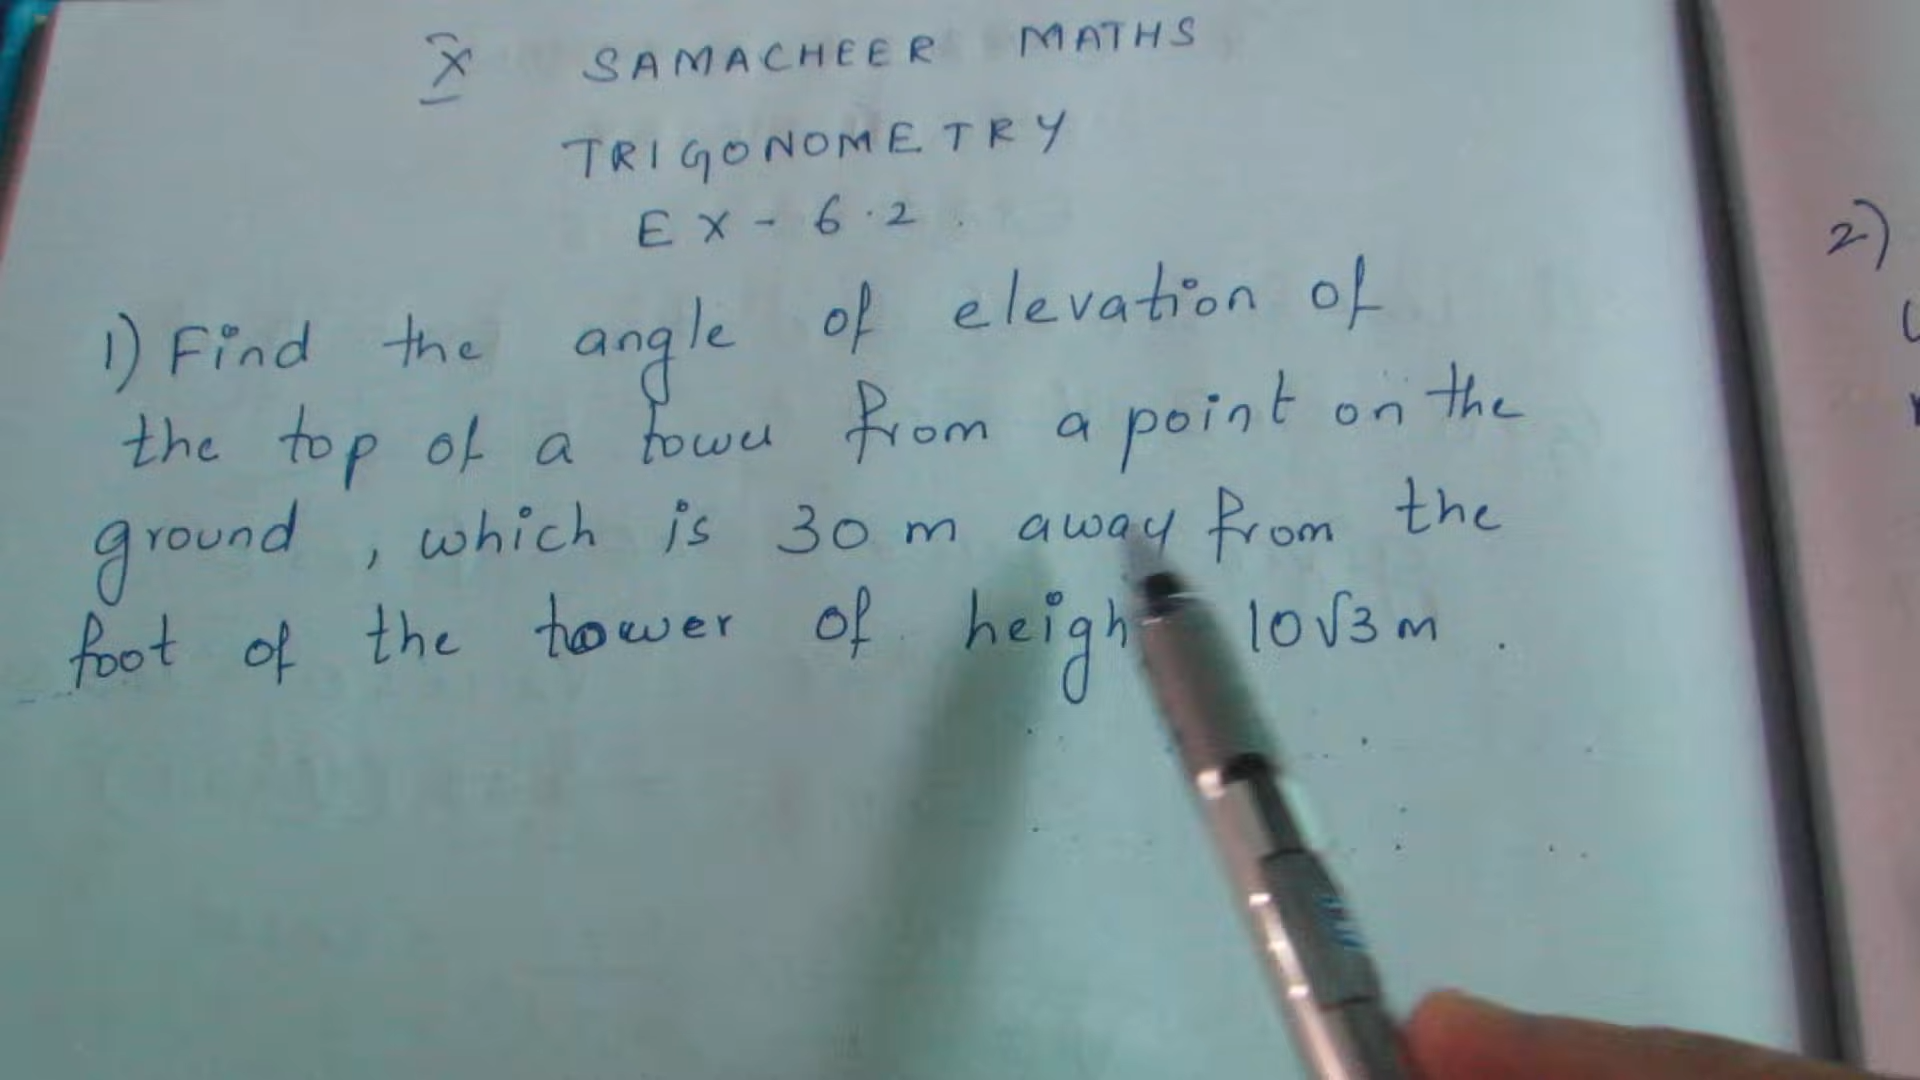 X SAMACHEER MATHS
TRIGONOMETRY
EX - 6.2.
1) Find the angle of elevation of
the top of a tower from a point on the
ground, which is 30 m away from the
foot of the tower of heigh 10√3 m.
2)